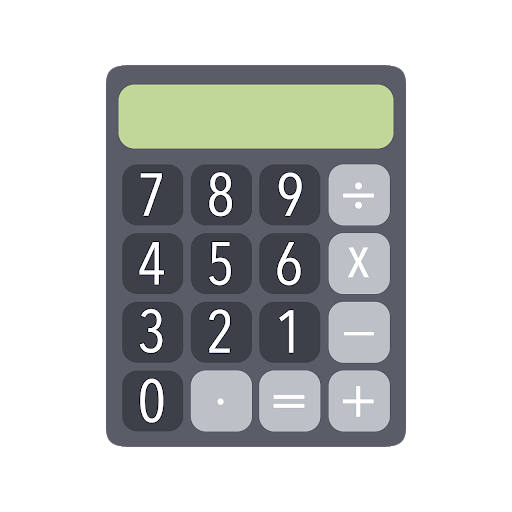 7 8 9 ÷
4 5 6 x
3 2 1 −
0 · = +